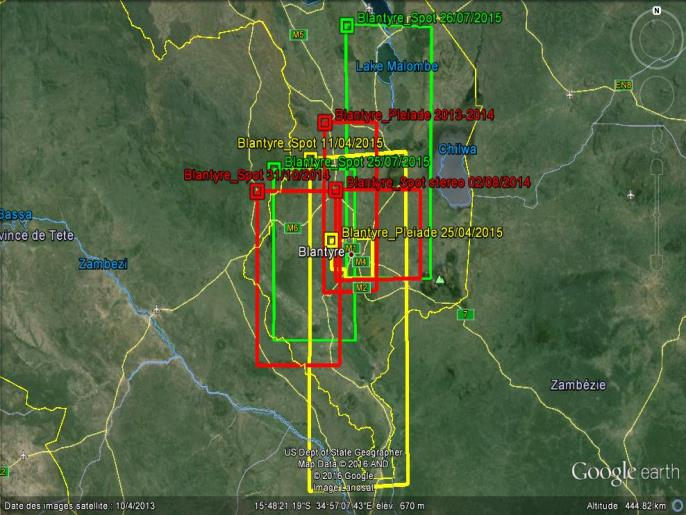 N
Blantyre_Spot 26/07/2015
M5
Lake Malombe
EN8
Blantyre_Pleiade 2013-2014
Blantyre_Spot 11/04/2015
Chilwa
Blantyre_Spot 25/07/2015
Blantyre_Spot 31/10/2014
Blantyre_Spot stereo 02/08/2014
Bassa
vince de Tete
M6
Blantyre_Pleiade 25/04/2015
Blantyre
M3
Zambezi
M4
M2
7
Zambézie
US Dept of State Geographer
Map Data © 2016 AND
© 2016 Google
Image Landsat
Google earth
2
Date des images satellite : 10/4/2013
15:48'21.19"S 34:57'07.43"E élév. 670 m
Altitude 444.82 km